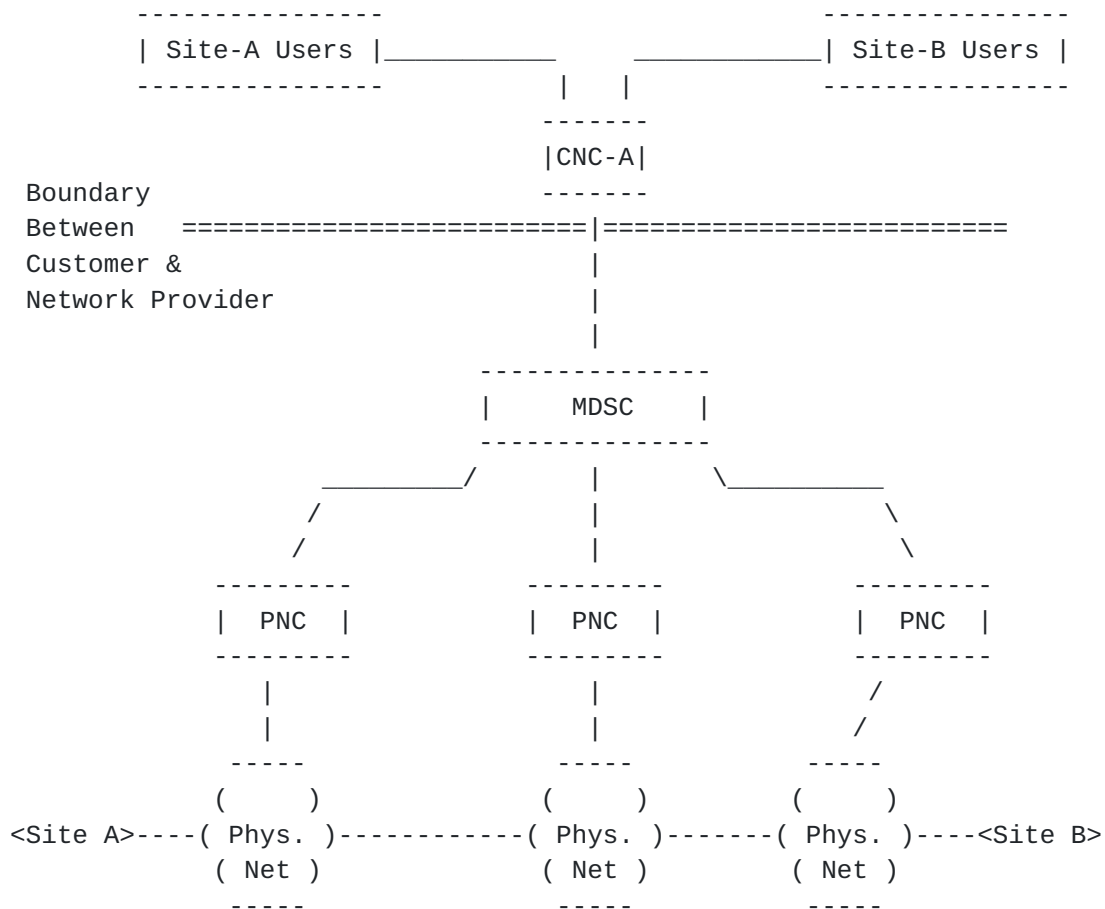 Site-A Users Site-B Users
CNC-A
Boundary
Between
Customer &
Network Provider
MDSC
PNC PNC PNC
<Site A>----( Phys. )------------( Phys. )-------( Phys. )----<Site B>
( Net ) ( Net ) ( Net )